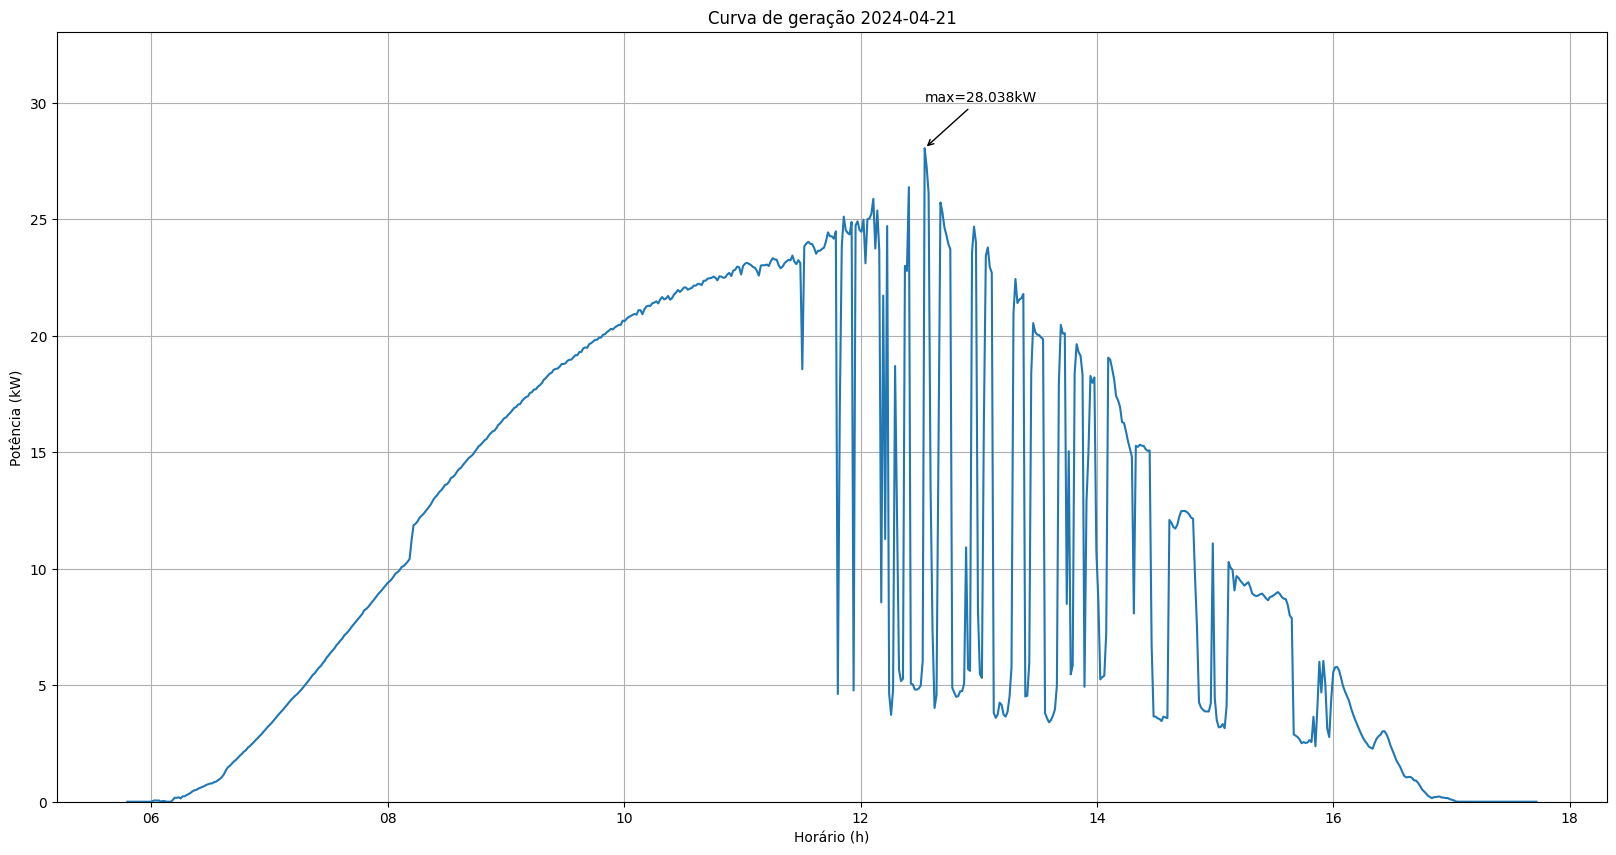 Curva de geração 2024-04-21
max=28.038kW
Potência (kW)
30
25
20
15
10
5
0
06 08 10 12 14 16 18
Horário (h)